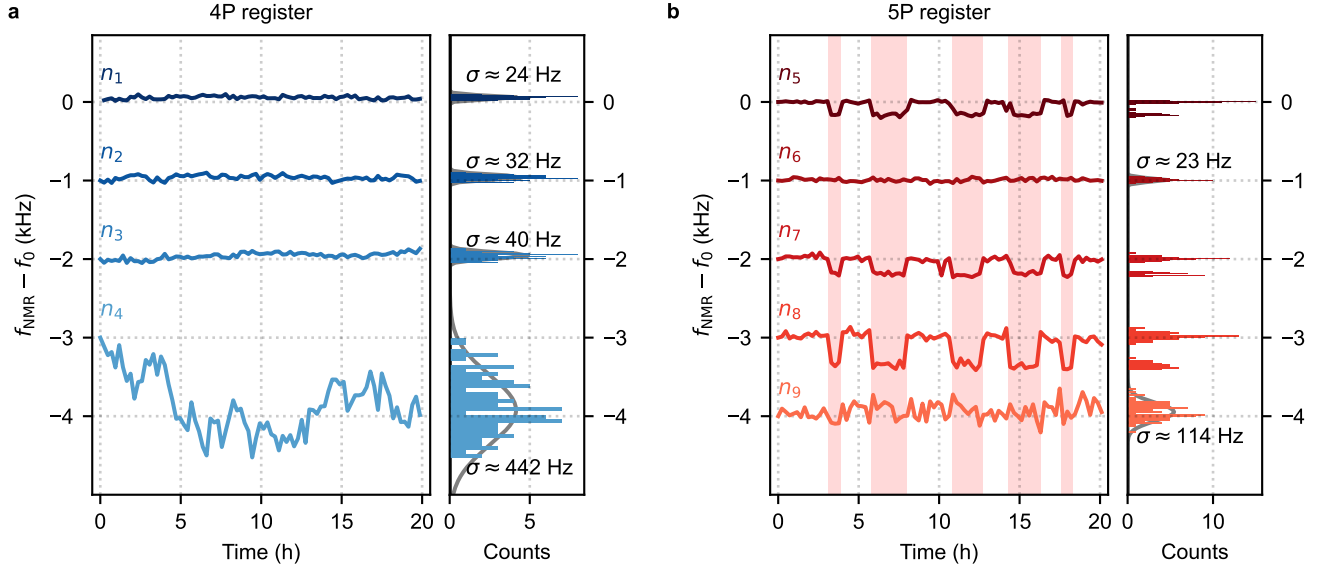 a
4P register
n₁
n₂
n₃
n₄
0
−1
−2
−3
−4
f_NMR − f₀ (kHz)
0 5 10 15 20
Time (h)
σ ≈ 24 Hz
σ ≈ 32 Hz
σ ≈ 40 Hz
σ ≈ 442 Hz
0
−1
−2
−3
−4
0 5
Counts
b
5P register
n₅
n₆
n₇
n₈
n₉
0
−1
−2
−3
−4
f_NMR − f₀ (kHz)
0 5 10 15 20
Time (h)
σ ≈ 23 Hz
σ ≈ 114 Hz
0
−1
−2
−3
−4
0 10
Counts